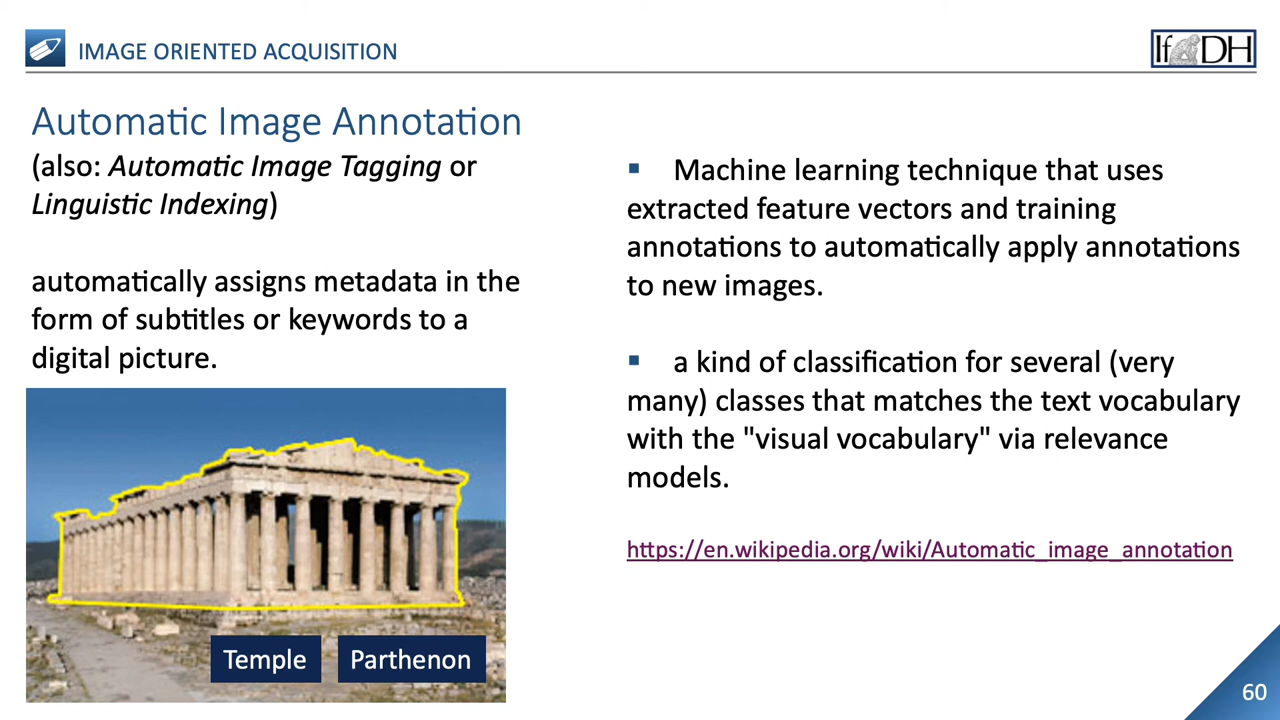 IMAGE ORIENTED ACQUISITION
IfDH
Automatic Image Annotation
(also: Automatic Image Tagging or
Linguistic Indexing)
automatically assigns metadata in the
form of subtitles or keywords to a
digital picture.
Temple
Parthenon
▪ Machine learning technique that uses
extracted feature vectors and training
annotations to automatically apply annotations
to new images.
▪ a kind of classification for several (very
many) classes that matches the text vocabulary
with the "visual vocabulary" via relevance
models.
https://en.wikipedia.org/wiki/Automatic_image_annotation
60